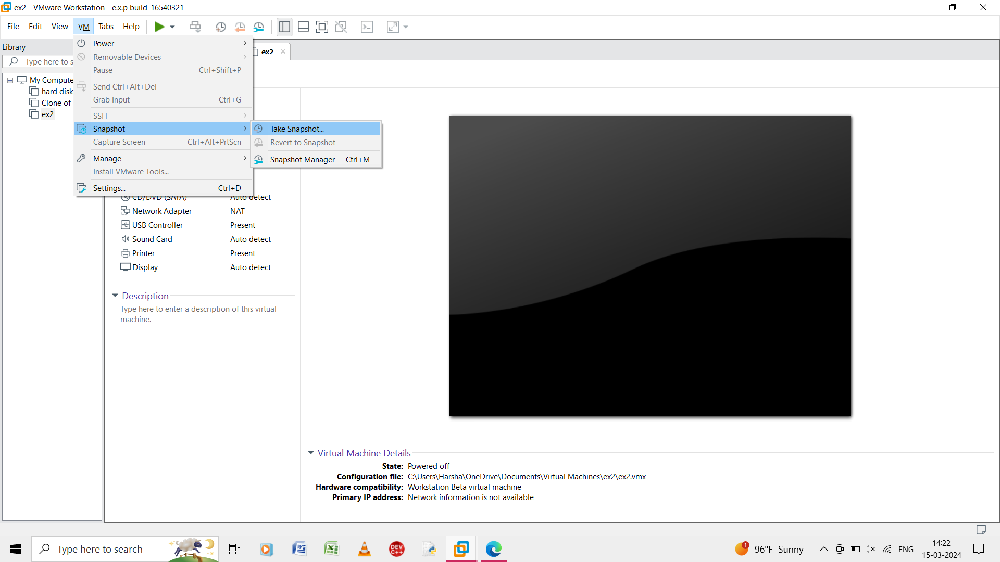 ex2 - VMware Workstation - e.x.p build-16540321
File Edit View VM Tabs Help
Library
Type here to s
My Compute
hard disk
Clone of
ex2
Power
Removable Devices
Pause Ctrl+Shift+P
Send Ctrl+Alt+Del
Grab Input Ctrl+G
SSH
Snapshot
Capture Screen Ctrl+Alt+PrtScn
Manage
Install VMware Tools...
Settings... Ctrl+D
Take Snapshot...
Revert to Snapshot
Snapshot Manager Ctrl+M
ex2
CD/DVD (SATA) Auto detect
Network Adapter NAT
USB Controller Present
Sound Card Auto detect
Printer Present
Display Auto detect
Description
Type here to enter a description of this virtual
machine.
Virtual Machine Details
State: Powered off
Configuration file: C:\Users\Harsha\OneDrive\Documents\Virtual Machines\ex2\ex2.vmx
Hardware compatibility: Workstation Beta virtual machine
Primary IP address: Network information is not available
Type here to search
DEV
C++
1
96°F Sunny
ENG
14:22
15-03-2024